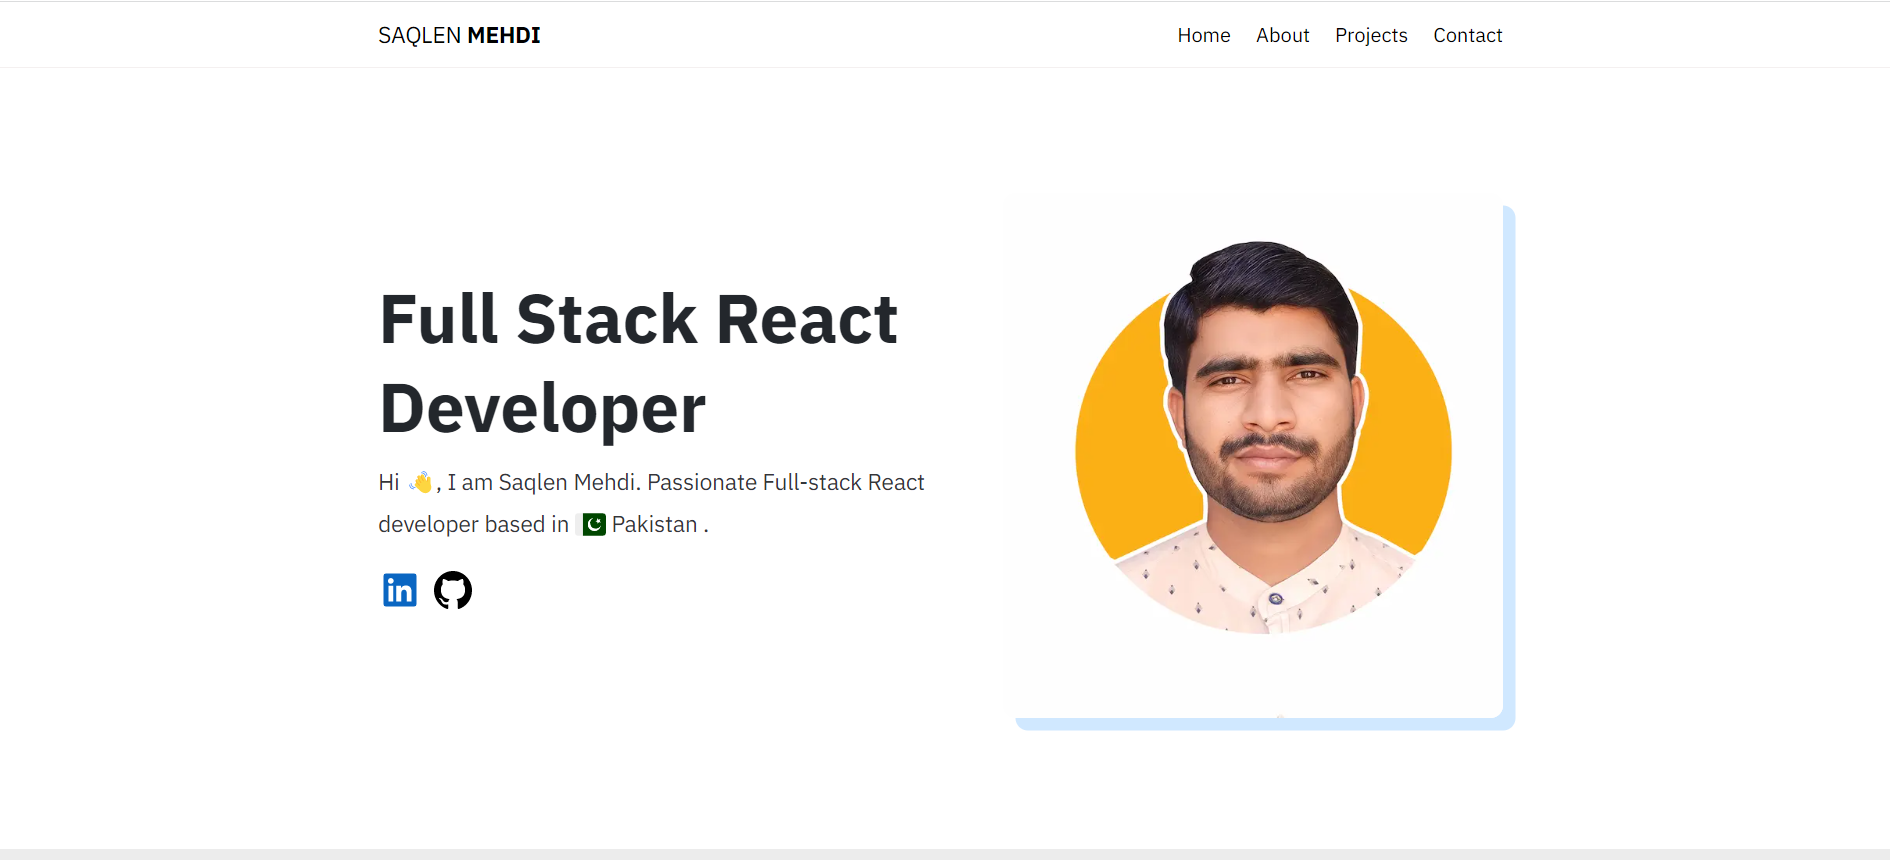 SAQLEN MEHDI
Home About Projects Contact
Full Stack React
Developer
Hi 👋, I am Saqlen Mehdi. Passionate Full-stack React
developer based in 🇵🇰 Pakistan .
in